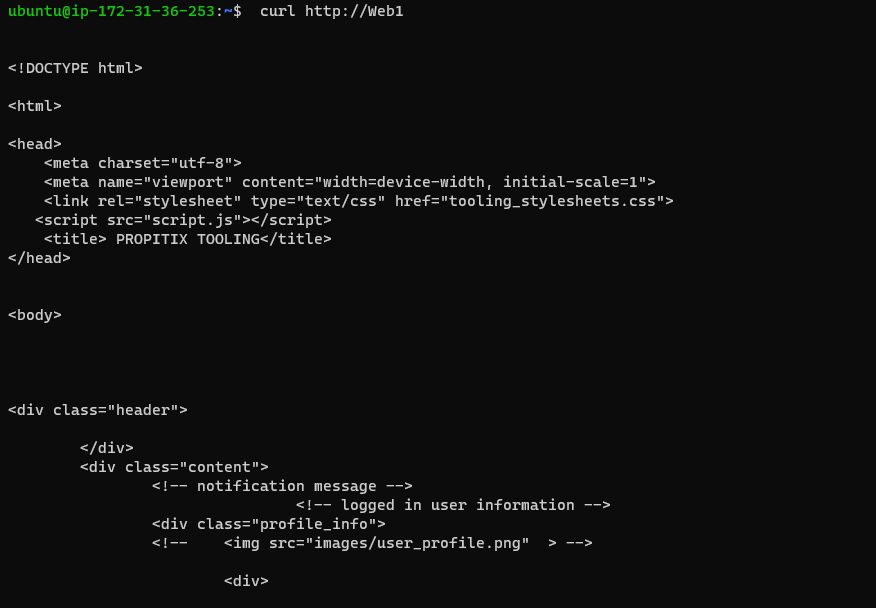 ubuntu@ip-172-31-36-253:~$  curl http://Web1
<!DOCTYPE html>
<html>
<head>
    <meta charset="utf-8">
    <meta name="viewport" content="width=device-width, initial-scale=1">
    <link rel="stylesheet" type="text/css" href="tooling_stylesheets.css">
   <script src="script.js"></script>
    <title> PROPITIX TOOLING</title>
</head>
<body>
<div class="header">
        </div>
        <div class="content">
                <!-- notification message -->
                                <!-- logged in user information -->
                <div class="profile_info">
                <!--    <img src="images/user_profile.png"  > -->
                        <div>